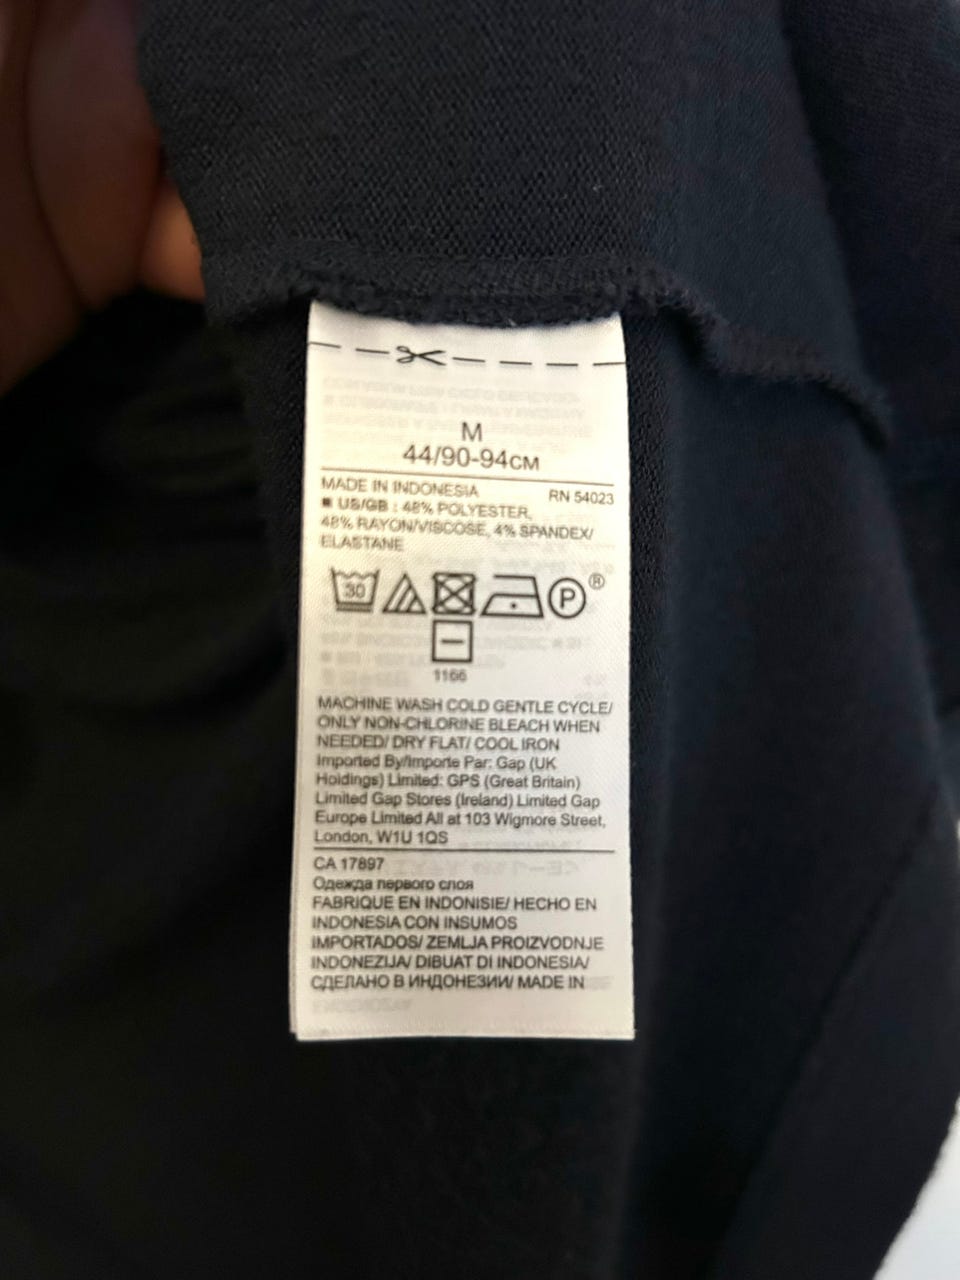 M
44/90-94см
MADE IN INDONESIA RN 54023
■ US/GB : 48% POLYESTER,
48% RAYON/VISCOSE, 4% SPANDEX/
ELASTANE
30 P ®
1166
MACHINE WASH COLD GENTLE CYCLE/
ONLY NON-CHLORINE BLEACH WHEN
NEEDED/ DRY FLAT/ COOL IRON
Imported By/Importe Par: Gap (UK
Holdings) Limited: GPS (Great Britain)
Limited Gap Stores (Ireland) Limited Gap
Europe Limited All at 103 Wigmore Street,
London, W1U 1QS
CA 17897
Одежда первого слоя
FABRIQUE EN INDONISIE/ HECHO EN
INDONESIA CON INSUMOS
IMPORTADOS/ ZEMLJA PROIZVODNJE
INDONEZIJA/ DIBUAT DI INDONESIA/
СДЕЛАНО В ИНДОНЕЗИИ/ MADE IN